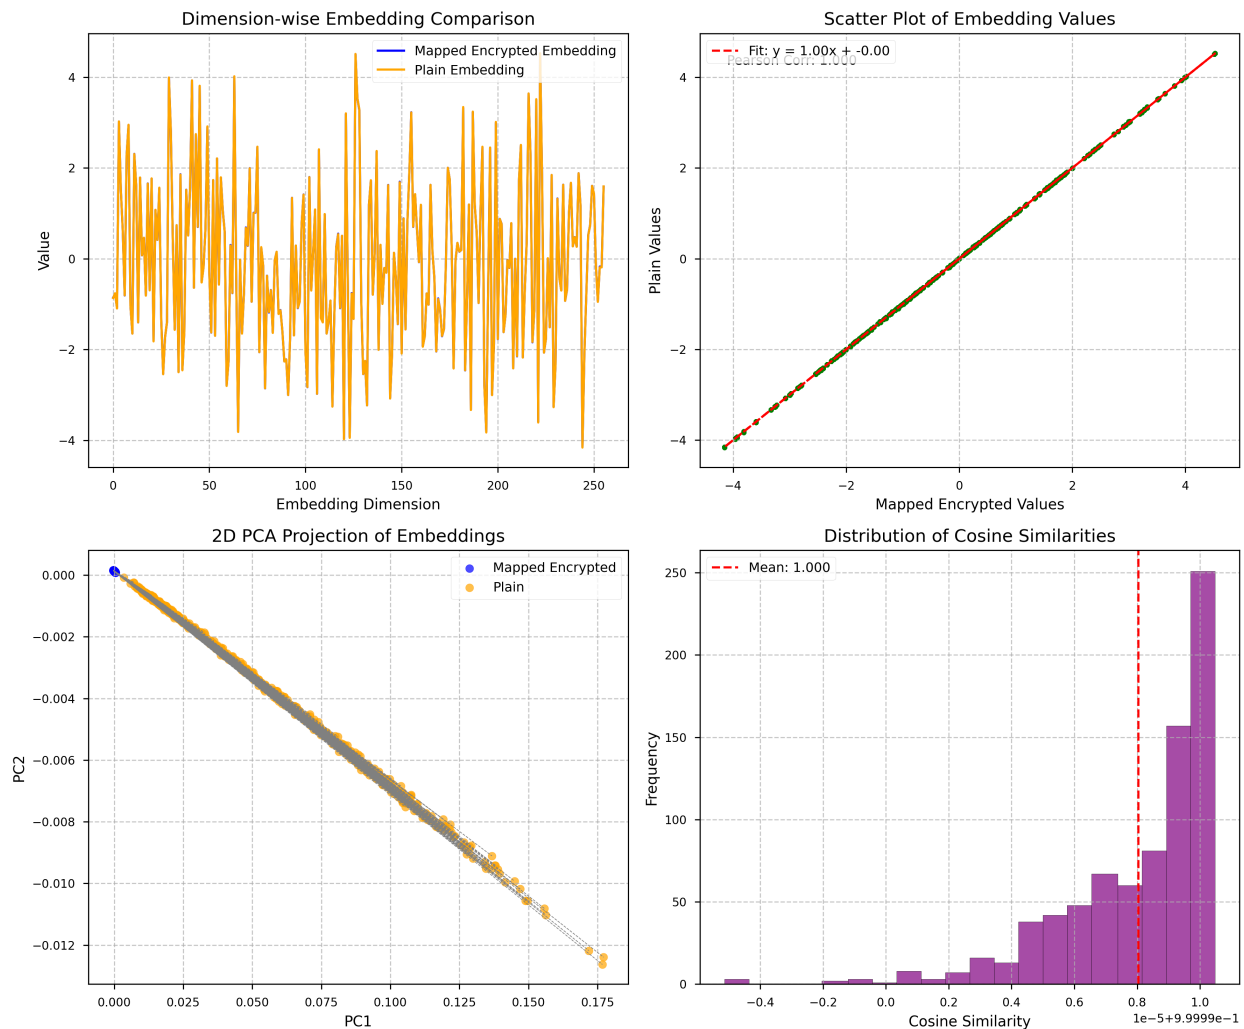 Dimension-wise Embedding Comparison
Mapped Encrypted Embedding
Plain Embedding
4
2
0
−2
−4
Value
0 50 100 150 200 250
Embedding Dimension
Scatter Plot of Embedding Values
Fit: y = 1.00x + -0.00
Pearson Corr: 1.000
4
2
0
−2
−4
Plain Values
−4 −2 0 2 4
Mapped Encrypted Values
2D PCA Projection of Embeddings
Mapped Encrypted
Plain
0.000
−0.002
−0.004
−0.006
−0.008
−0.010
−0.012
PC2
0.000 0.025 0.050 0.075 0.100 0.125 0.150 0.175
PC1
Distribution of Cosine Similarities
Mean: 1.000
250
200
150
100
50
0
Frequency
−0.4 −0.2 0.0 0.2 0.4 0.6 0.8 1.0
1e−5+9.9999e−1
Cosine Similarity